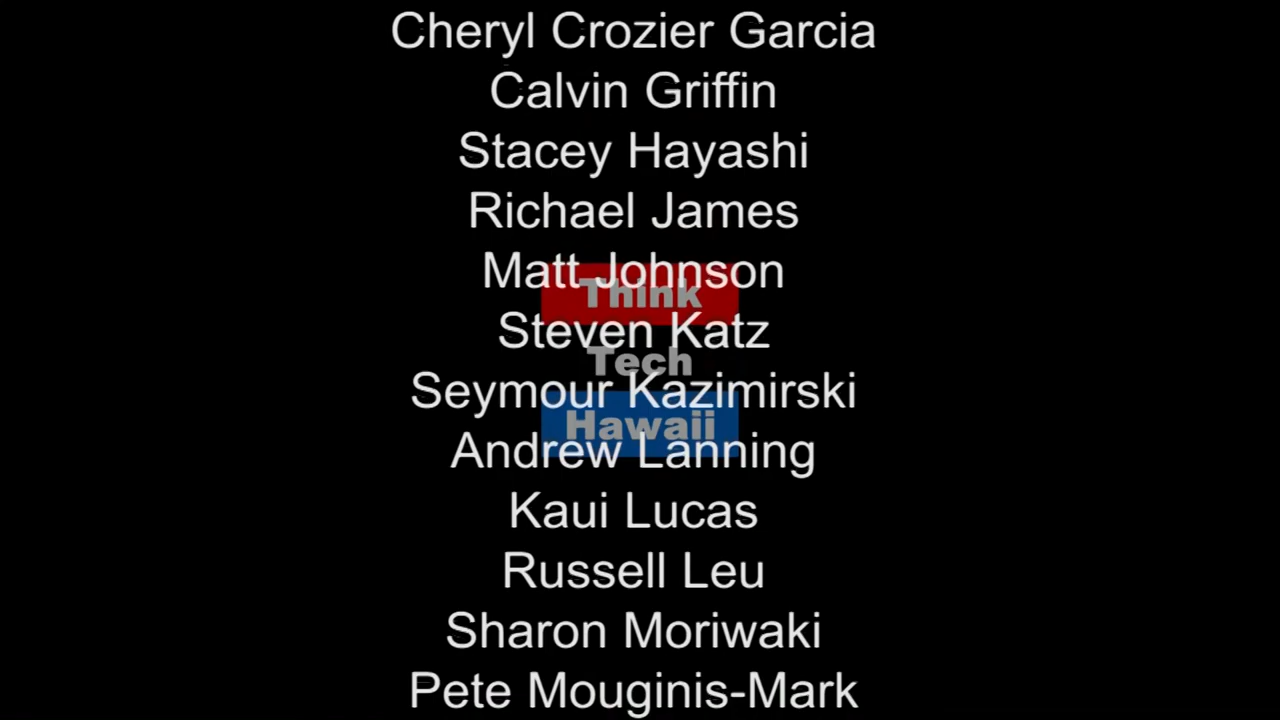 Cheryl Crozier Garcia
Calvin Griffin
Stacey Hayashi
Richael James
Matt Johnson
Think
Steven Katz
Tech
Seymour Kazimirski
Hawaii
Andrew Lanning
Kaui Lucas
Russell Leu
Sharon Moriwaki
Pete Mouginis-Mark